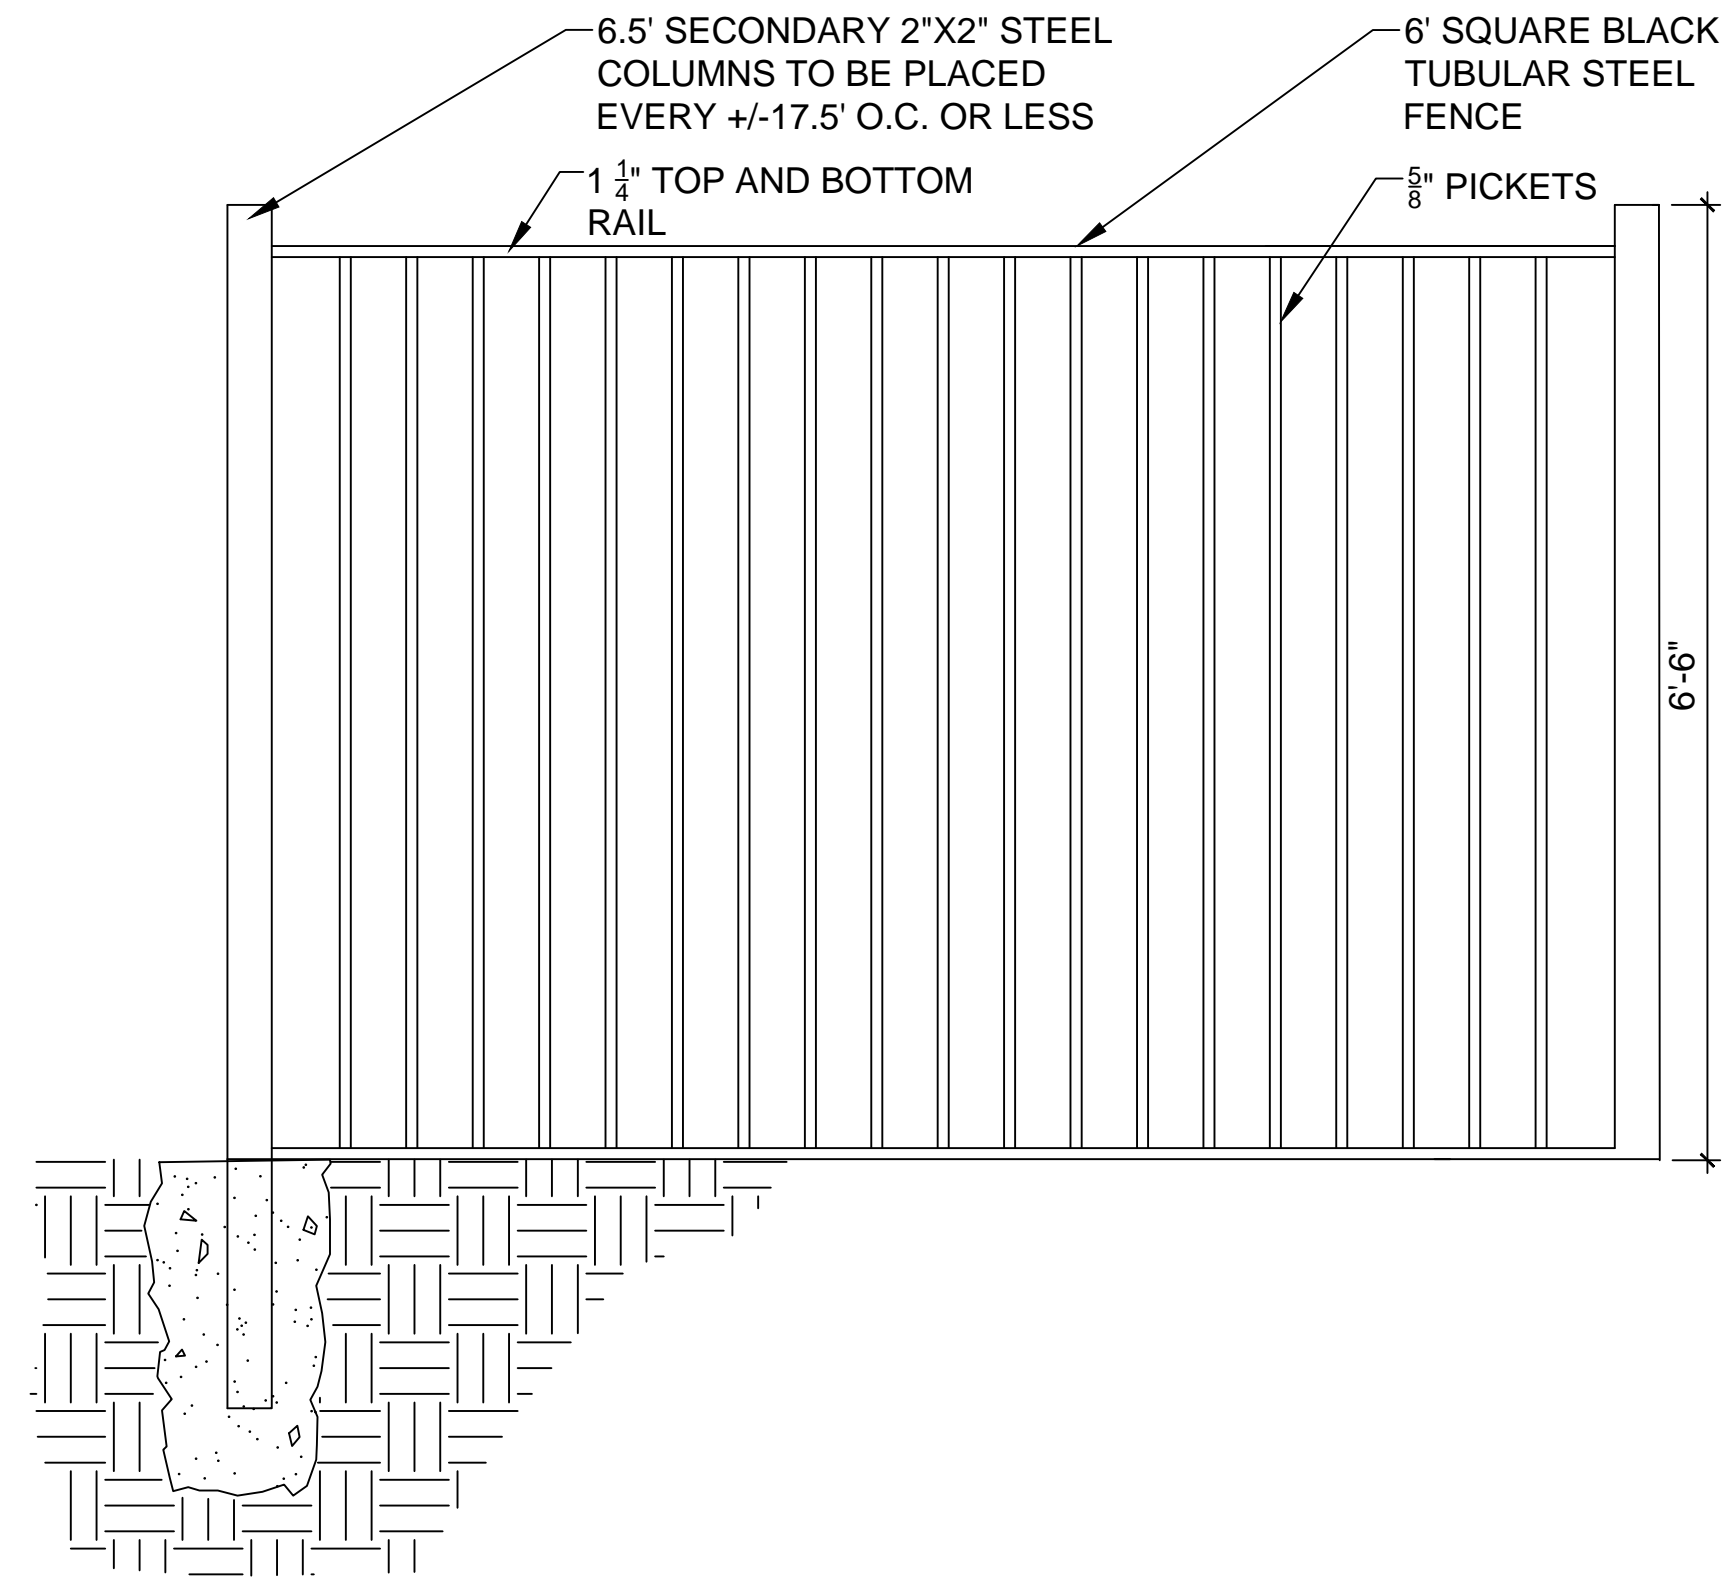 6.5' SECONDARY 2"X2" STEEL
COLUMNS TO BE PLACED
EVERY +/-17.5' O.C. OR LESS
6' SQUARE BLACK
TUBULAR STEEL
FENCE
1 1/4" TOP AND BOTTOM
RAIL
5/8" PICKETS
6'-6"